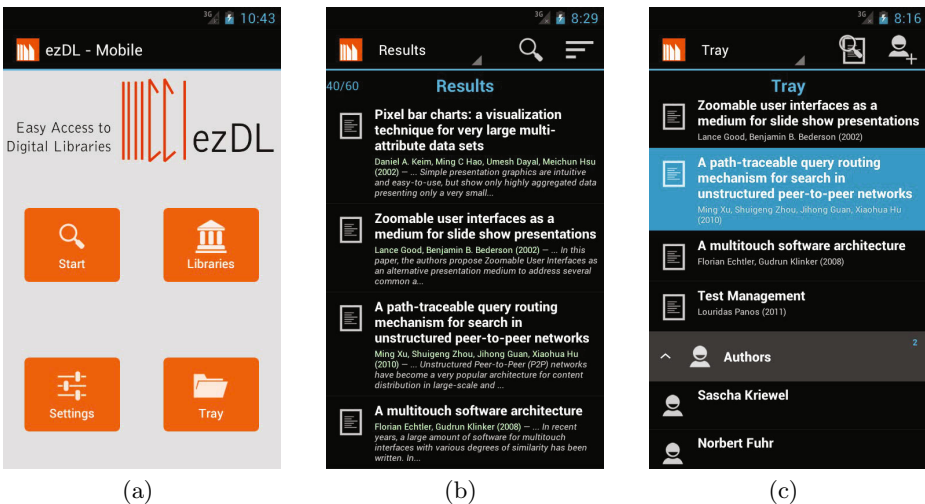 3G 10:43
ezDL - Mobile
Easy Access to
Digital Libraries
ezDL
Start
Libraries
Settings
Tray
(a)
3G 8:29
Results
40/60
Results
Pixel bar charts: a visualization
technique for very large multi-
attribute data sets
Daniel A. Keim, Ming C Hao, Umesh Dayal, Meichun Hsu
(2002) — ... Simple presentation graphics are intuitive
and easy-to-use, but show only highly aggregated data
presenting only a very small...
Zoomable user interfaces as a
medium for slide show presentations
Lance Good, Benjamin B. Bederson (2002) — ... In this
paper, the authors propose Zoomable User Interfaces as
an alternative presentation medium to address several
common a...
A path-traceable query routing
mechanism for search in
unstructured peer-to-peer networks
Ming Xu, Shuigeng Zhou, Jihong Guan, Xiaohua Hu
(2010) — ... Unstructured Peer-to-Peer (P2P) networks
have become a very popular architecture for content
distribution in large-scale and ...
A multitouch software architecture
Florian Echtler, Gudrun Klinker (2008) — ... In recent
years, a large amount of software for multitouch
interfaces with various degrees of similarity has been
written. In...
(b)
3G 8:16
Tray
Tray
Zoomable user interfaces as a
medium for slide show presentations
Lance Good, Benjamin B. Bederson (2002)
A path-traceable query routing
mechanism for search in
unstructured peer-to-peer networks
Ming Xu, Shuigeng Zhou, Jihong Guan, Xiaohua Hu
(2010)
A multitouch software architecture
Florian Echtler, Gudrun Klinker (2008)
Test Management
Louridas Panos (2011)
Authors 2
Sascha Kriewel
Norbert Fuhr
(c)